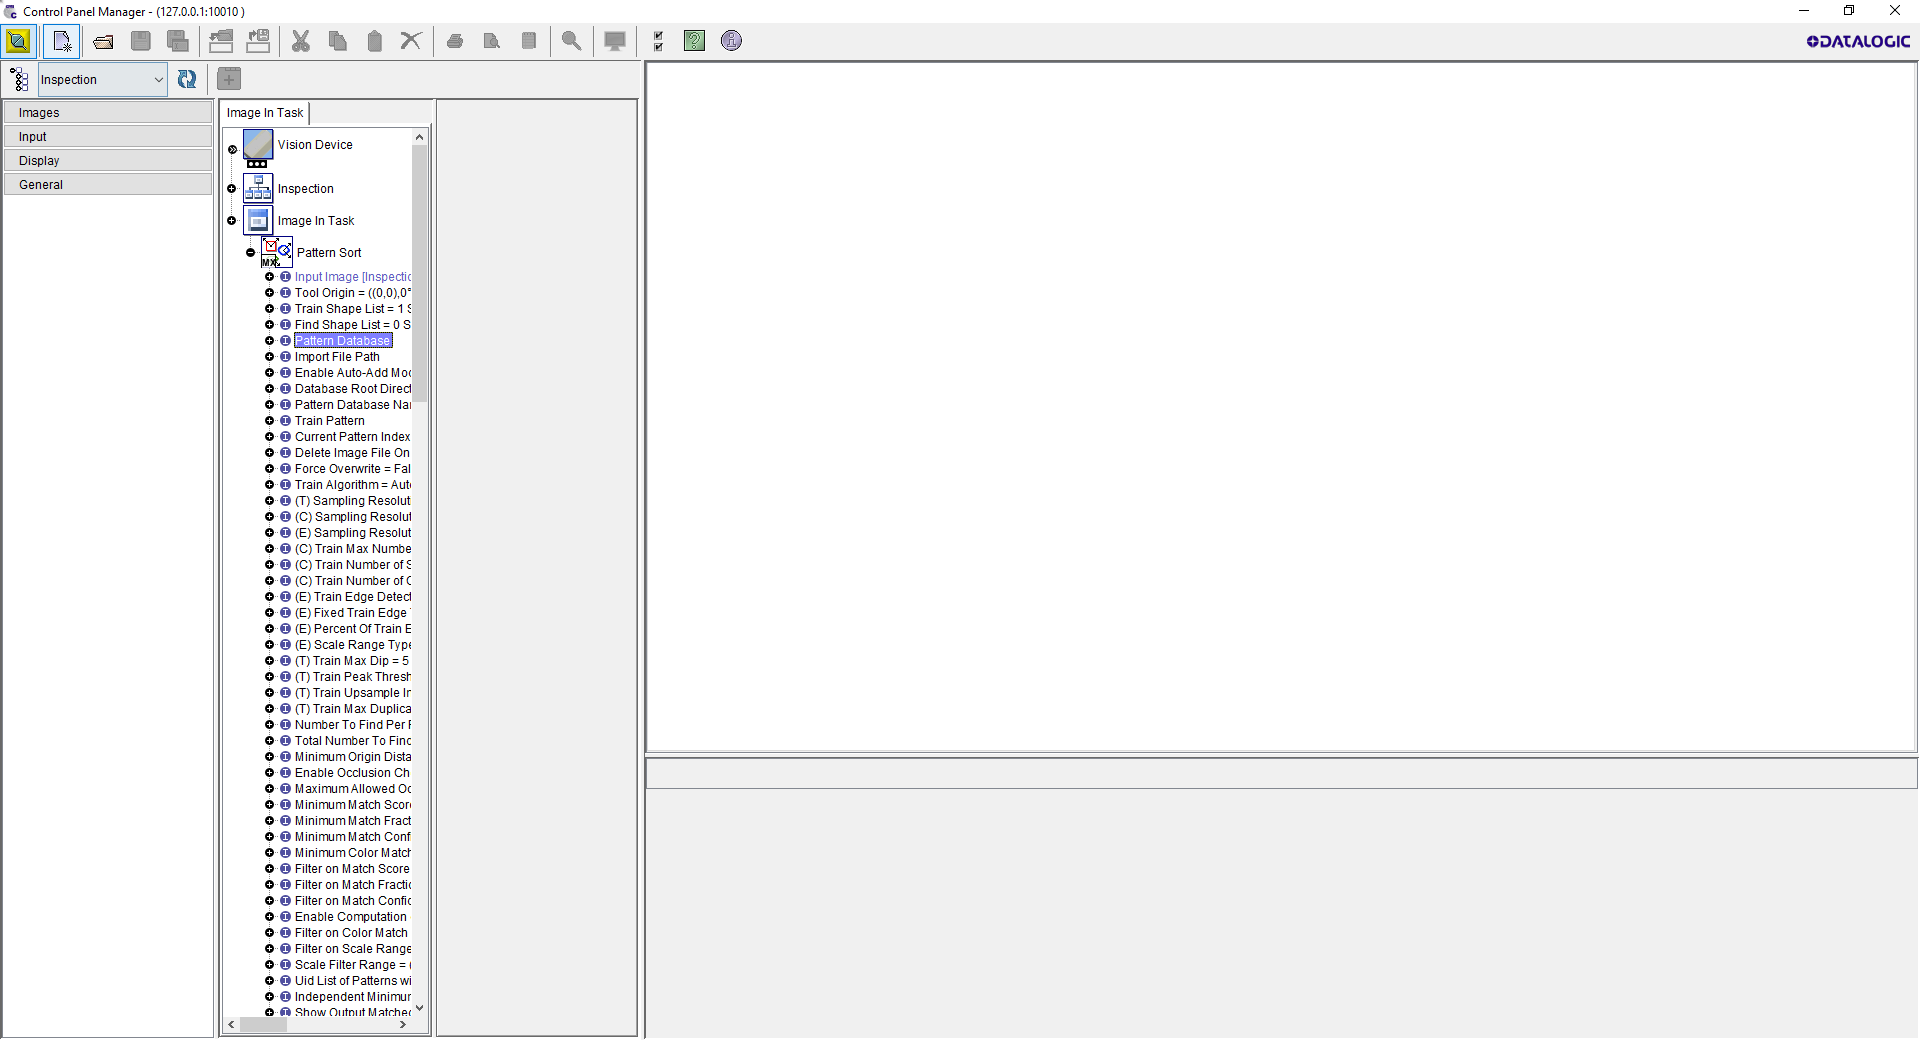 Control Panel Manager - (127.0.0.1:10010 )
DATALOGIC
Inspection
Images
Input
Display
General
Image In Task
Vision Device
Inspection
Image In Task
MX
Pattern Sort
Input Image [Inspectic
Tool Origin = ((0,0),0°
Train Shape List = 1 S
Find Shape List = 0 S
Pattern Database
Import File Path
Enable Auto-Add Moc
Database Root Direct
Pattern Database Nar
Train Pattern
Current Pattern Index
Delete Image File On
Force Overwrite = Fal
Train Algorithm = Aut
(T) Sampling Resolut
(C) Sampling Resolut
(E) Sampling Resolut
(C) Train Max Numbe
(C) Train Number of S
(C) Train Number of C
(E) Train Edge Detect
(E) Fixed Train Edge
(E) Percent Of Train E
(E) Scale Range Type
(T) Train Max Dip = 5
(T) Train Peak Thresh
(T) Train Upsample Ir
(T) Train Max Duplica
Number To Find Per F
Total Number To Find
Minimum Origin Dista
Enable Occlusion Ch
Maximum Allowed Oc
Minimum Match Score
Minimum Match Fract
Minimum Match Conf
Minimum Color Match
Filter on Match Score
Filter on Match Fractic
Filter on Match Confic
Enable Computation
Filter on Color Match
Filter on Scale Range
Scale Filter Range = (
Uid List of Patterns wi
Independent Minimur
Show Output Matched